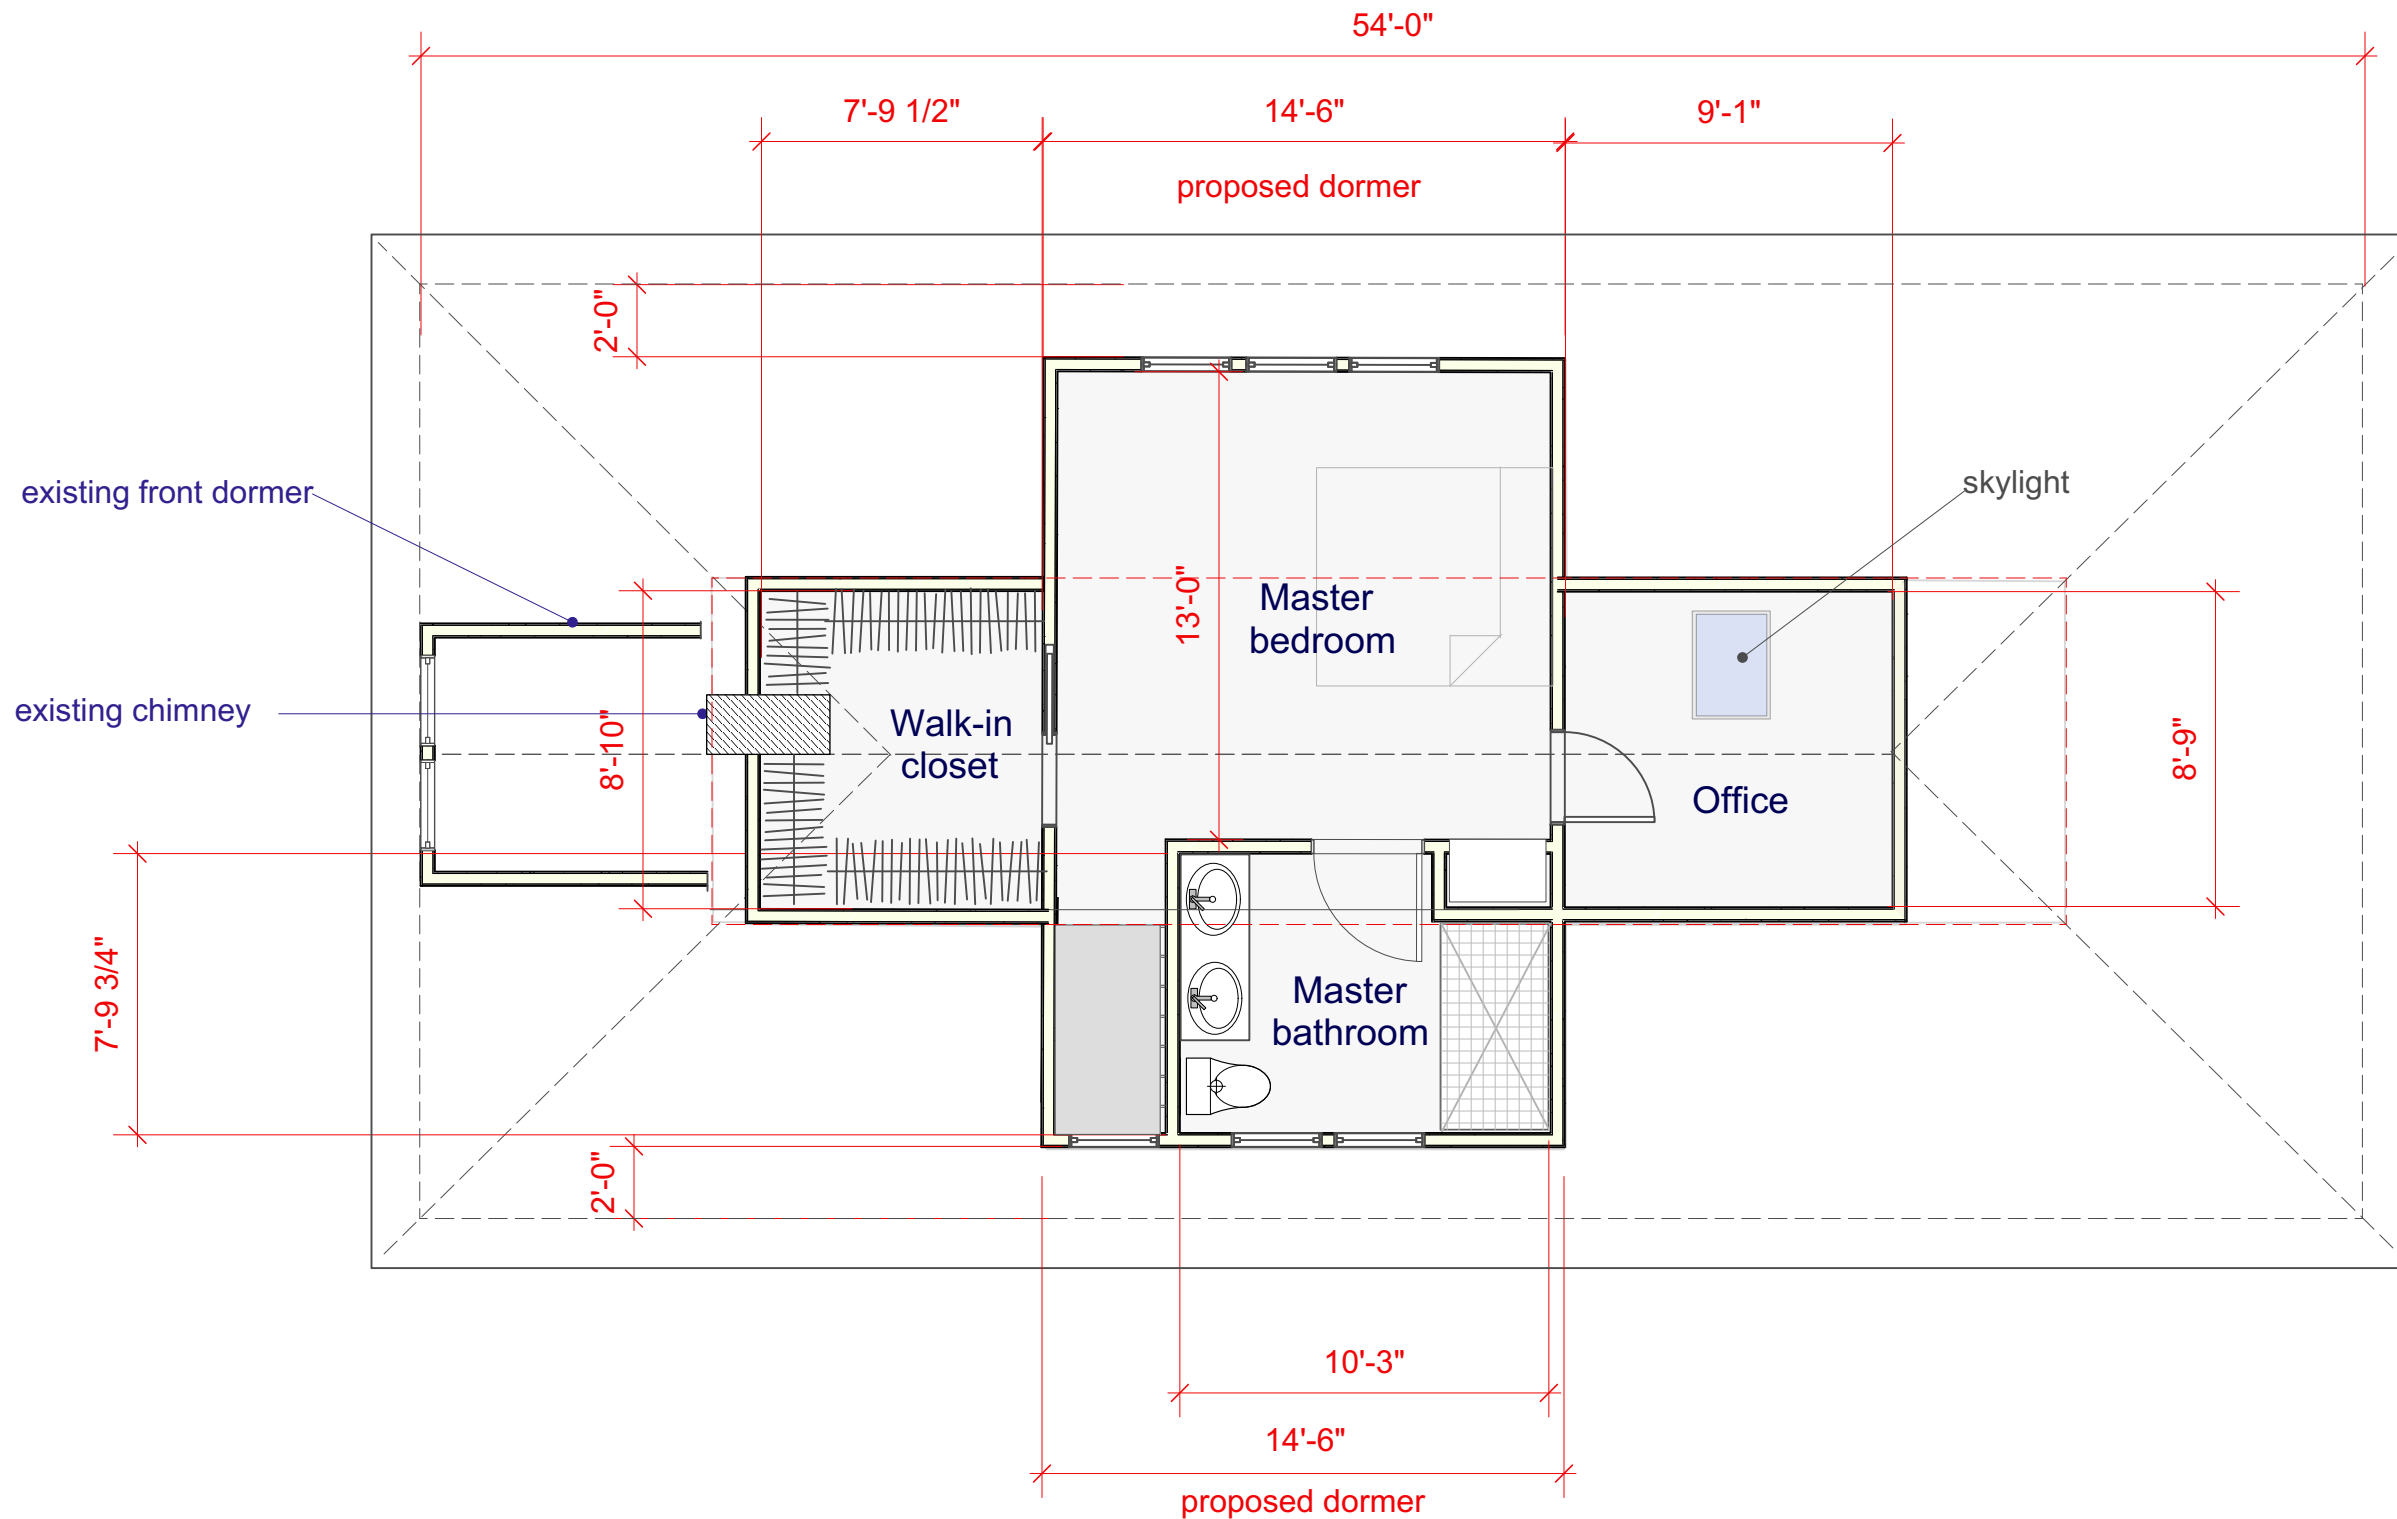 54'-0"
7'-9 1/2"
14'-6"
9'-1"
proposed dormer
2'-0"
existing front dormer
skylight
13'-0"
Master
bedroom
existing chimney
8'-10"
Walk-in
closet
8'-9"
Office
7'-9 3/4"
Master
bathroom
2'-0"
10'-3"
14'-6"
proposed dormer